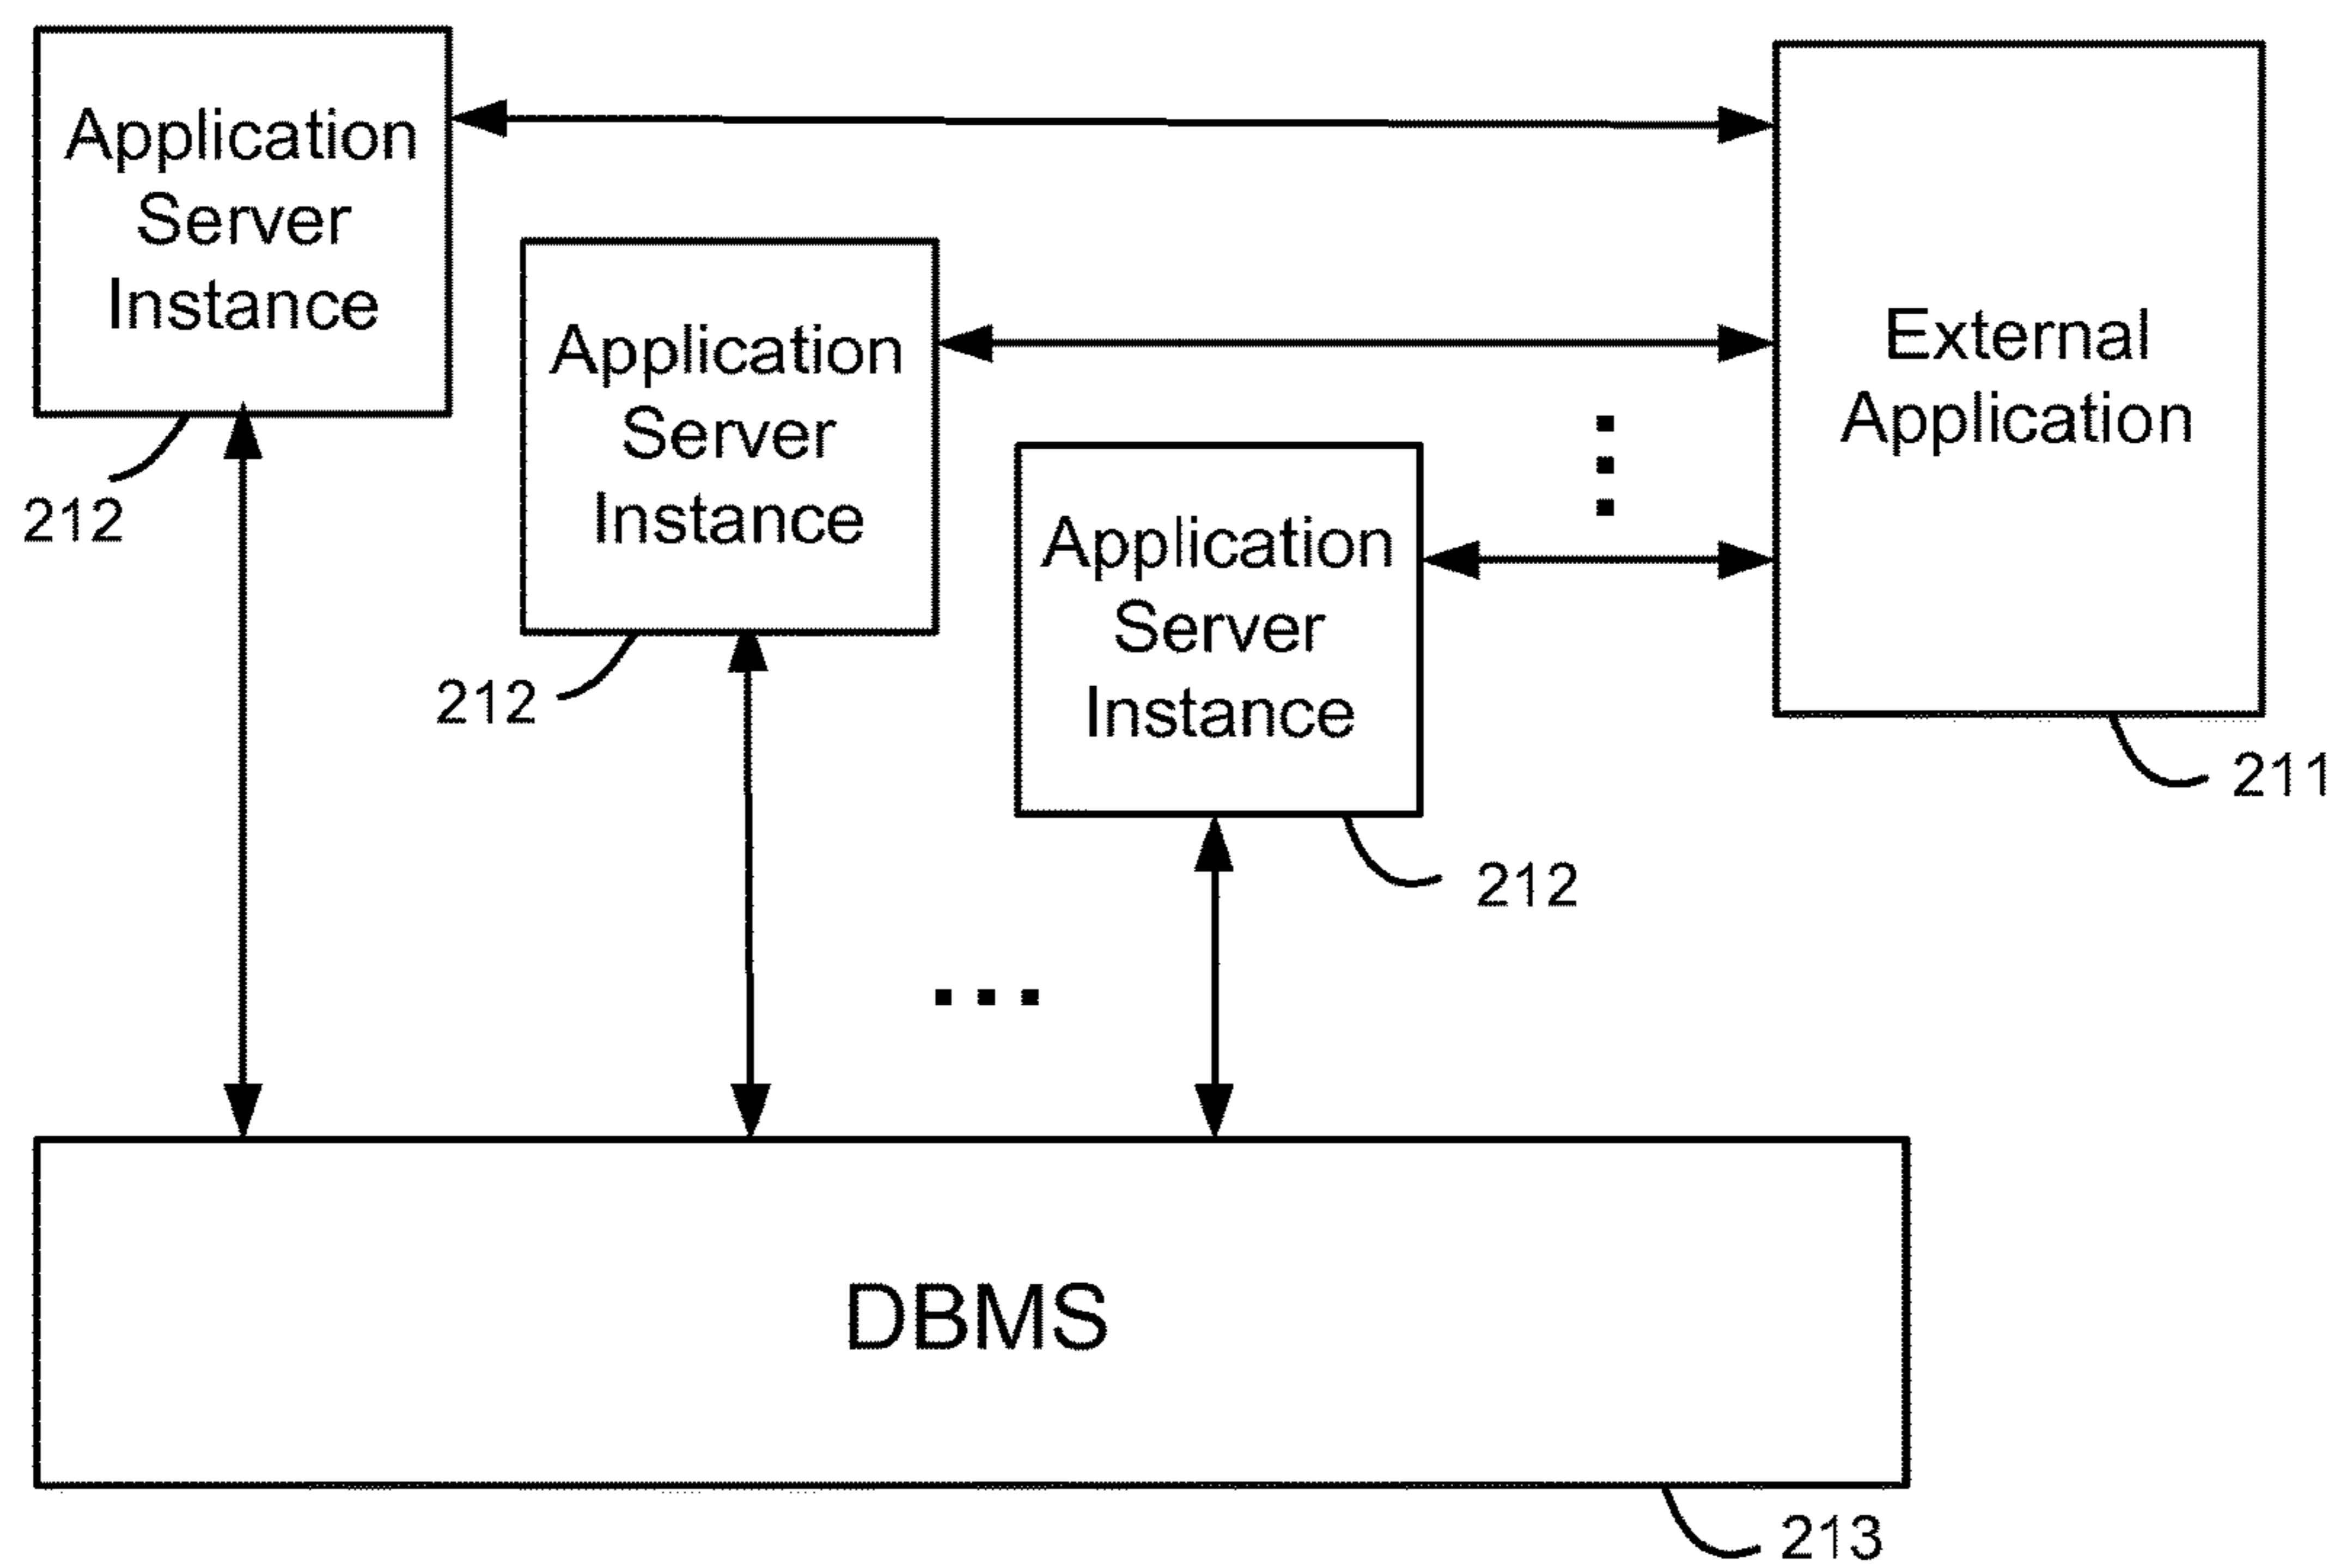 Application
Server
Instance
212
Application
Server
Instance
212
Application
Server
Instance
212
External
Application
211
DBMS
213